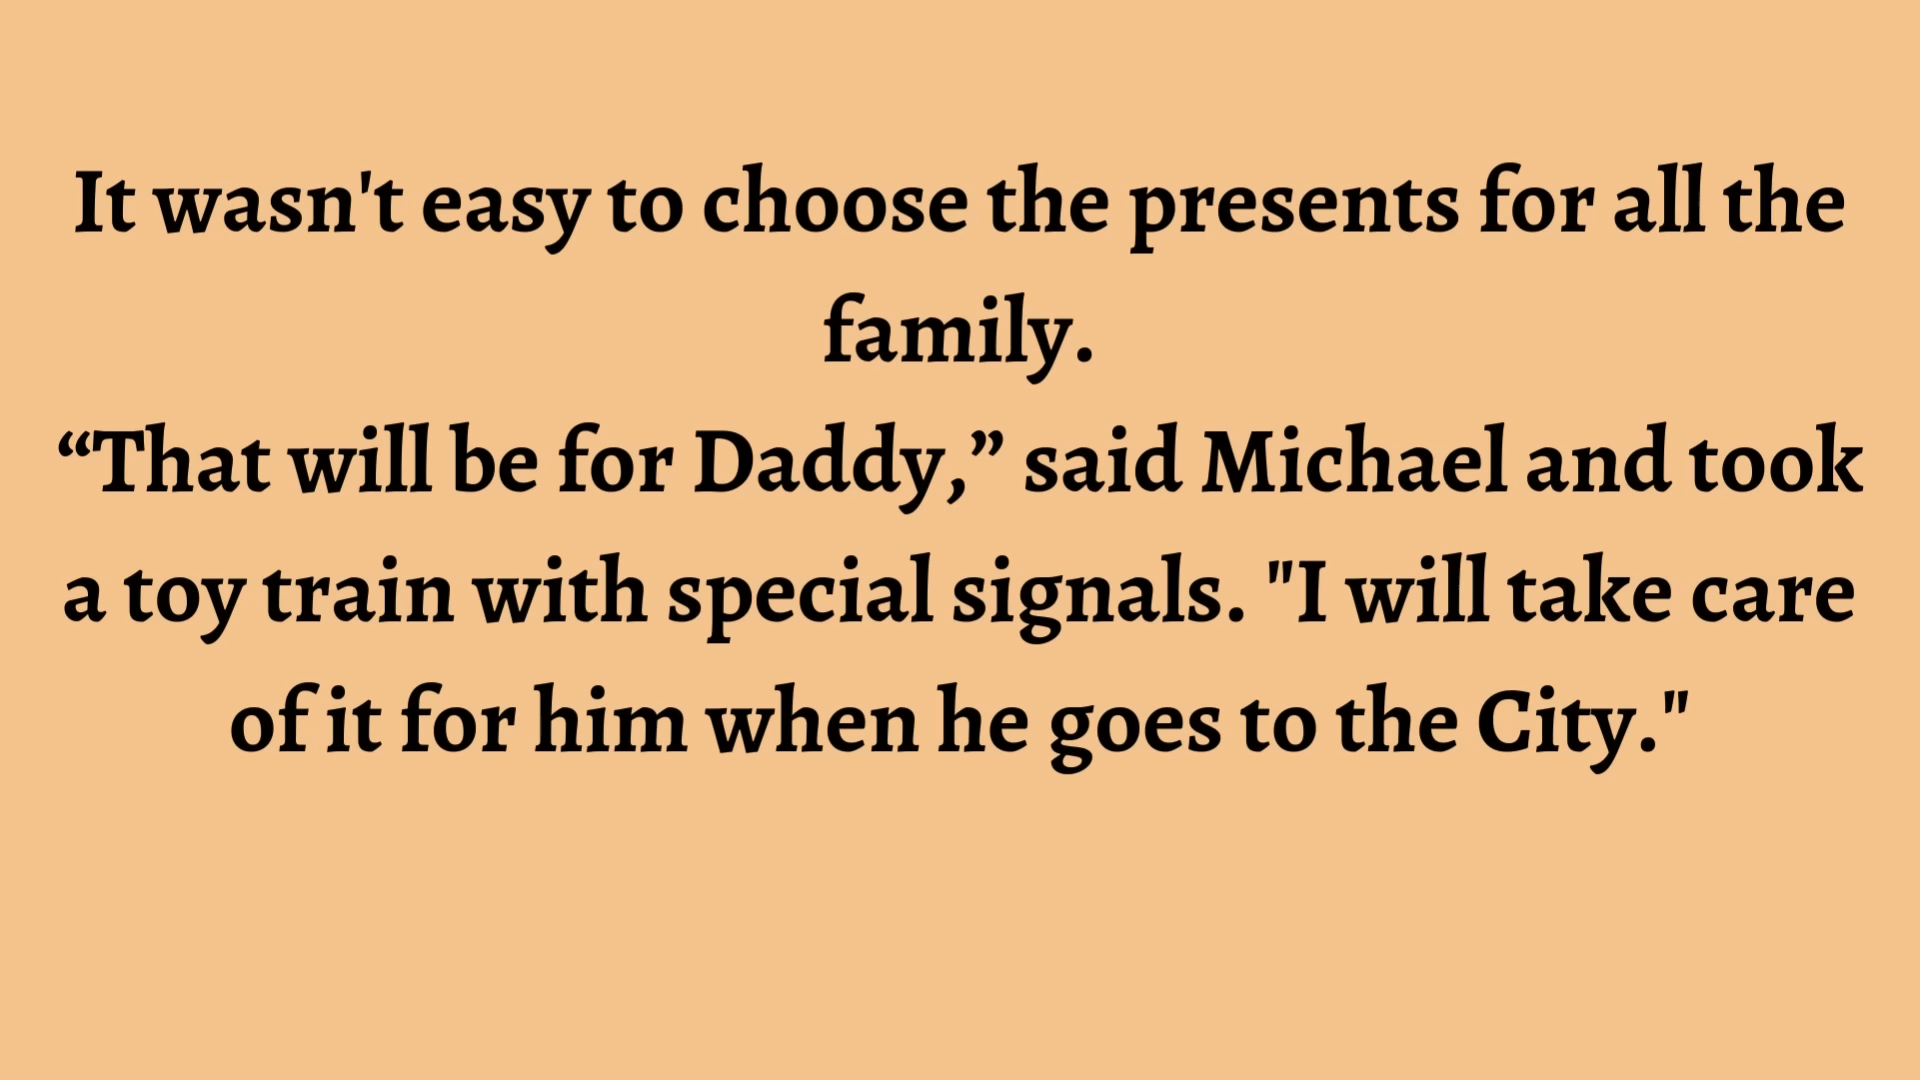 It wasn't easy to choose the presents for all the
family.
“That will be for Daddy,” said Michael and took
a toy train with special signals. "I will take care
of it for him when he goes to the City."